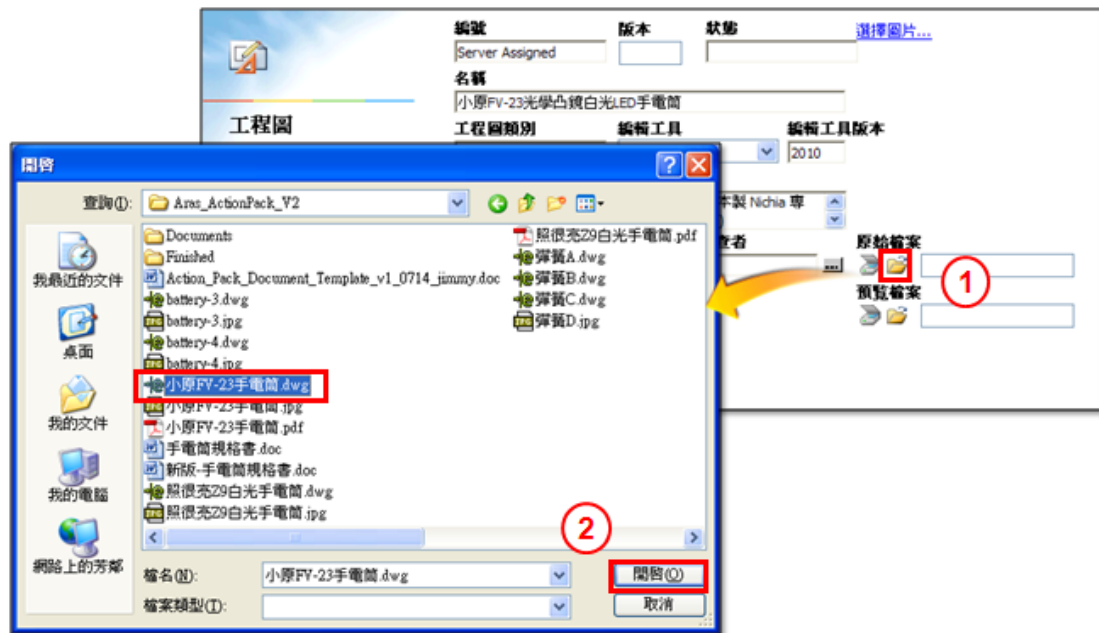 編號 版本 狀態 選擇圖片...
Server Assigned
名稱
小原FV-23光學凸鏡白光LED手電筒
工程圖
工程圖類別 編輯工具 編輯工具版本
2010
本製 Nichia 專
查者 原始檔案
1
預覽檔案
開啓
查詢(I): Aras_ActionPack_V2
我最近的文件
桌面
我的文件
我的電腦
網路上的芳鄰
Documents
Finished
Action_Pack_Document_Template_v1_0714_jimmy.doc
battery-3.dwg
battery-3.jpg
battery-4.dwg
battery-4.jpg
小原FV-23手電筒.dwg
小原FV-23手電筒.jpg
小原FV-23手電筒.pdf
手電筒規格書.doc
新版-手電筒規格書.doc
照很亮Z9白光手電筒.dwg
照很亮Z9白光手電筒.jpg
照很亮Z9白光手電筒.pdf
彈簧A.dwg
彈簧B.dwg
彈簧C.dwg
彈簧D.jpg
2
檔名(N): 小原FV-23手電筒.dwg 開啓(O)
檔案類型(T): 取消